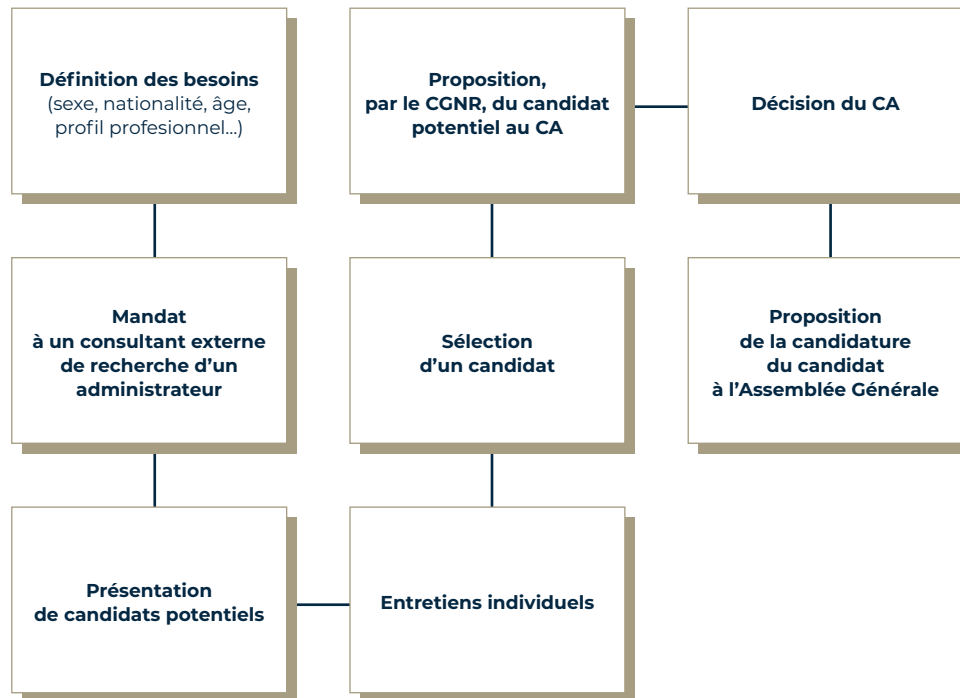 Définition des besoins
(sexe, nationalité, âge,
profil profesionnel...)
Mandat
à un consultant externe
de recherche d'un
administrateur
Présentation
de candidats potentiels
Entretiens individuels
Sélection
d'un candidat
Proposition,
par le CGNR, du candidat
potentiel au CA
Décision du CA
Proposition
de la candidature
du candidat
à l'Assemblée Générale